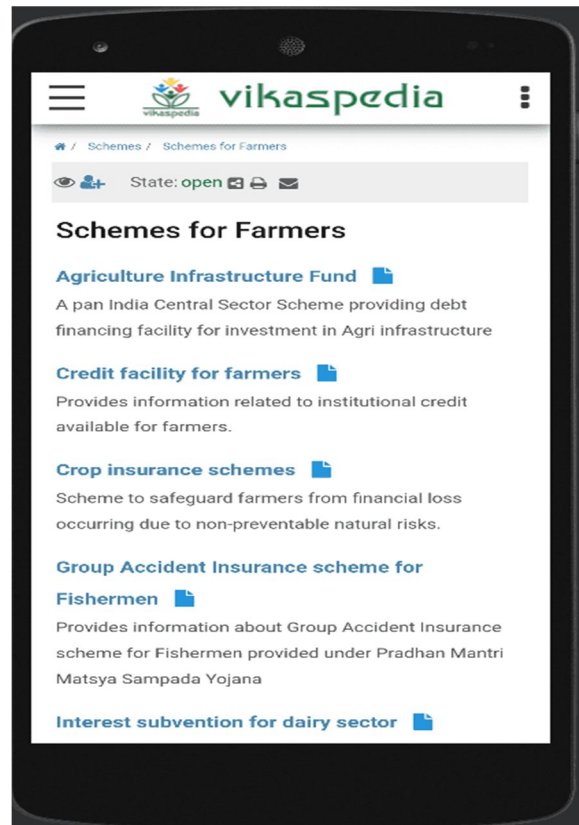 vikaspedia
vikaspedia
/ Schemes / Schemes for Farmers
State: open
Schemes for Farmers
Agriculture Infrastructure Fund
A pan India Central Sector Scheme providing debt
financing facility for investment in Agri infrastructure
Credit facility for farmers
Provides information related to institutional credit
available for farmers.
Crop insurance schemes
Scheme to safeguard farmers from financial loss
occurring due to non-preventable natural risks.
Group Accident Insurance scheme for
Fishermen
Provides information about Group Accident Insurance
scheme for Fishermen provided under Pradhan Mantri
Matsya Sampada Yojana
Interest subvention for dairy sector